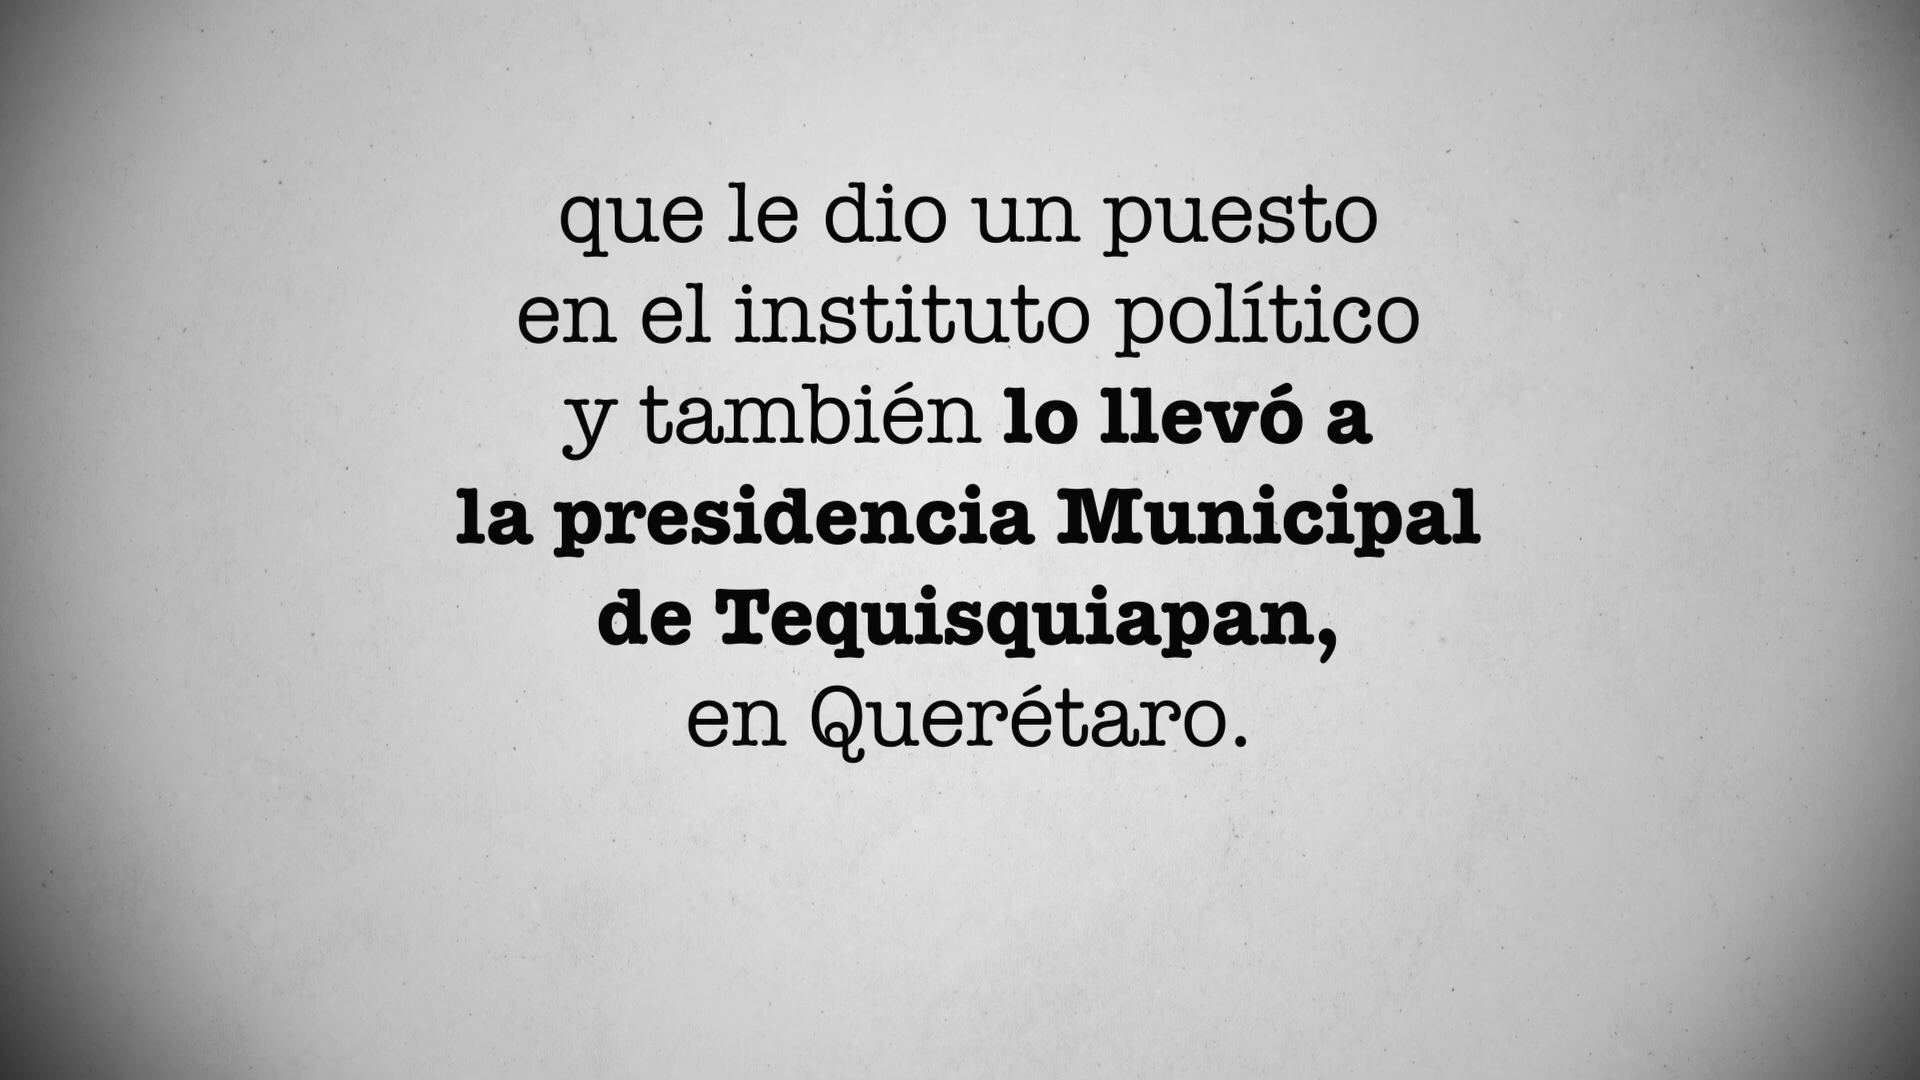 que le dio un puesto
en el instituto político
y también lo llevó a
la presidencia Municipal
de Tequisquiapan,
en Querétaro.